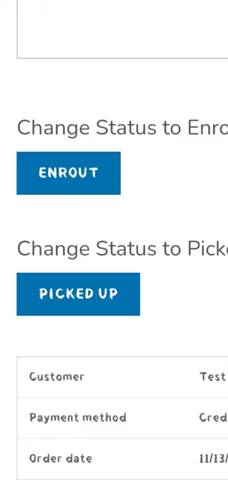 Change Status to Enro
ENROUT
Change Status to Picke
PICKED UP
Customer Test
Payment method Cred
Order date 11/13/